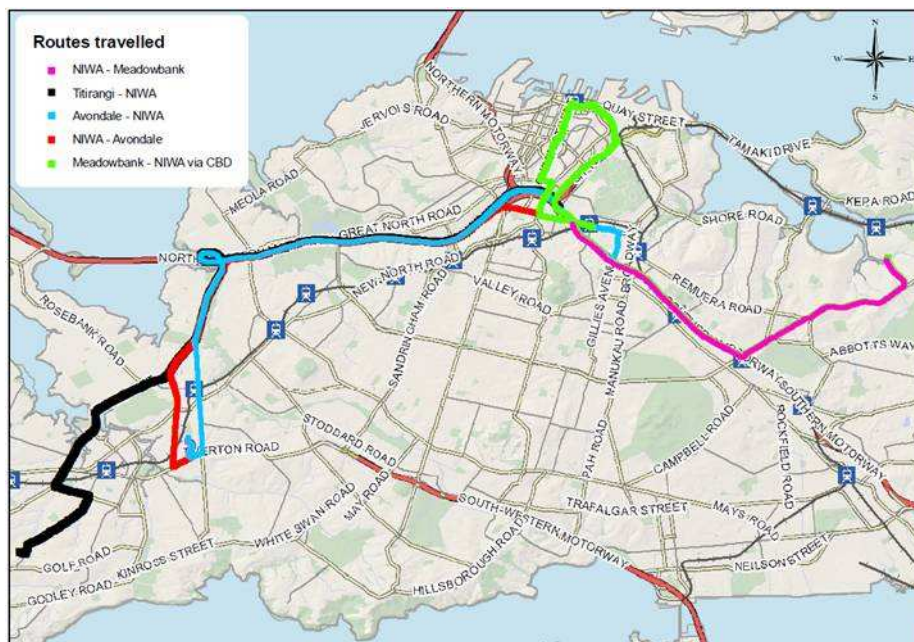 Routes travelled
NIWA - Meadowbank
Titirangi - NIWA
Avondale - NIWA
NIWA - Avondale
Meadowbank - NIWA via CBD
N
W
E
S
NORTHERN MOTORWAY
QUAY STREET
JERVOIS ROAD
TAMAKI DRIVE
MEOLA ROAD
KEPA ROAD
SHORE ROAD
GREAT NORTH ROAD
NORTH
NEW NORTH ROAD
BROADWAY
REMUERA ROAD
GILLIES AVEN
VALLEY ROAD
ROSEBANK ROAD
SANDRINGHAM ROAD
MANUKAU ROAD
ABBOTTS WAY
SOUTHERN MOTORWAY
STODDARD ROAD
PAH ROAD
CAMPBELL ROAD
ROCKFIELD ROAD
ERTON ROAD
MAY ROAD
WHITE SWAN ROAD
SOUTH-WESTERN MOTORWAY
TRAFALGAR STREET
MAYS ROAD
GOLF ROAD
KINROSS STREET
NEILSON STREET
GODLEY ROAD
HILLSBOROUGH ROAD